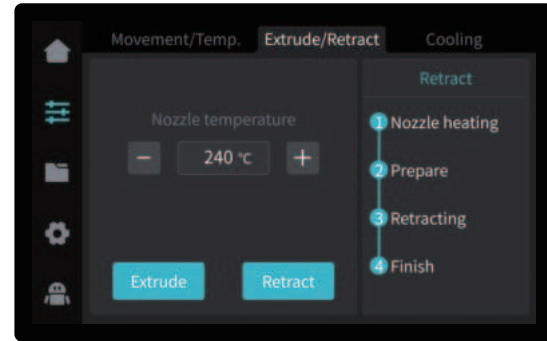 Movement/Temp. Extrude/Retract Cooling
Retract
Nozzle temperature
− 240 °C +
1 Nozzle heating
2 Prepare
3 Retracting
4 Finish
Extrude Retract